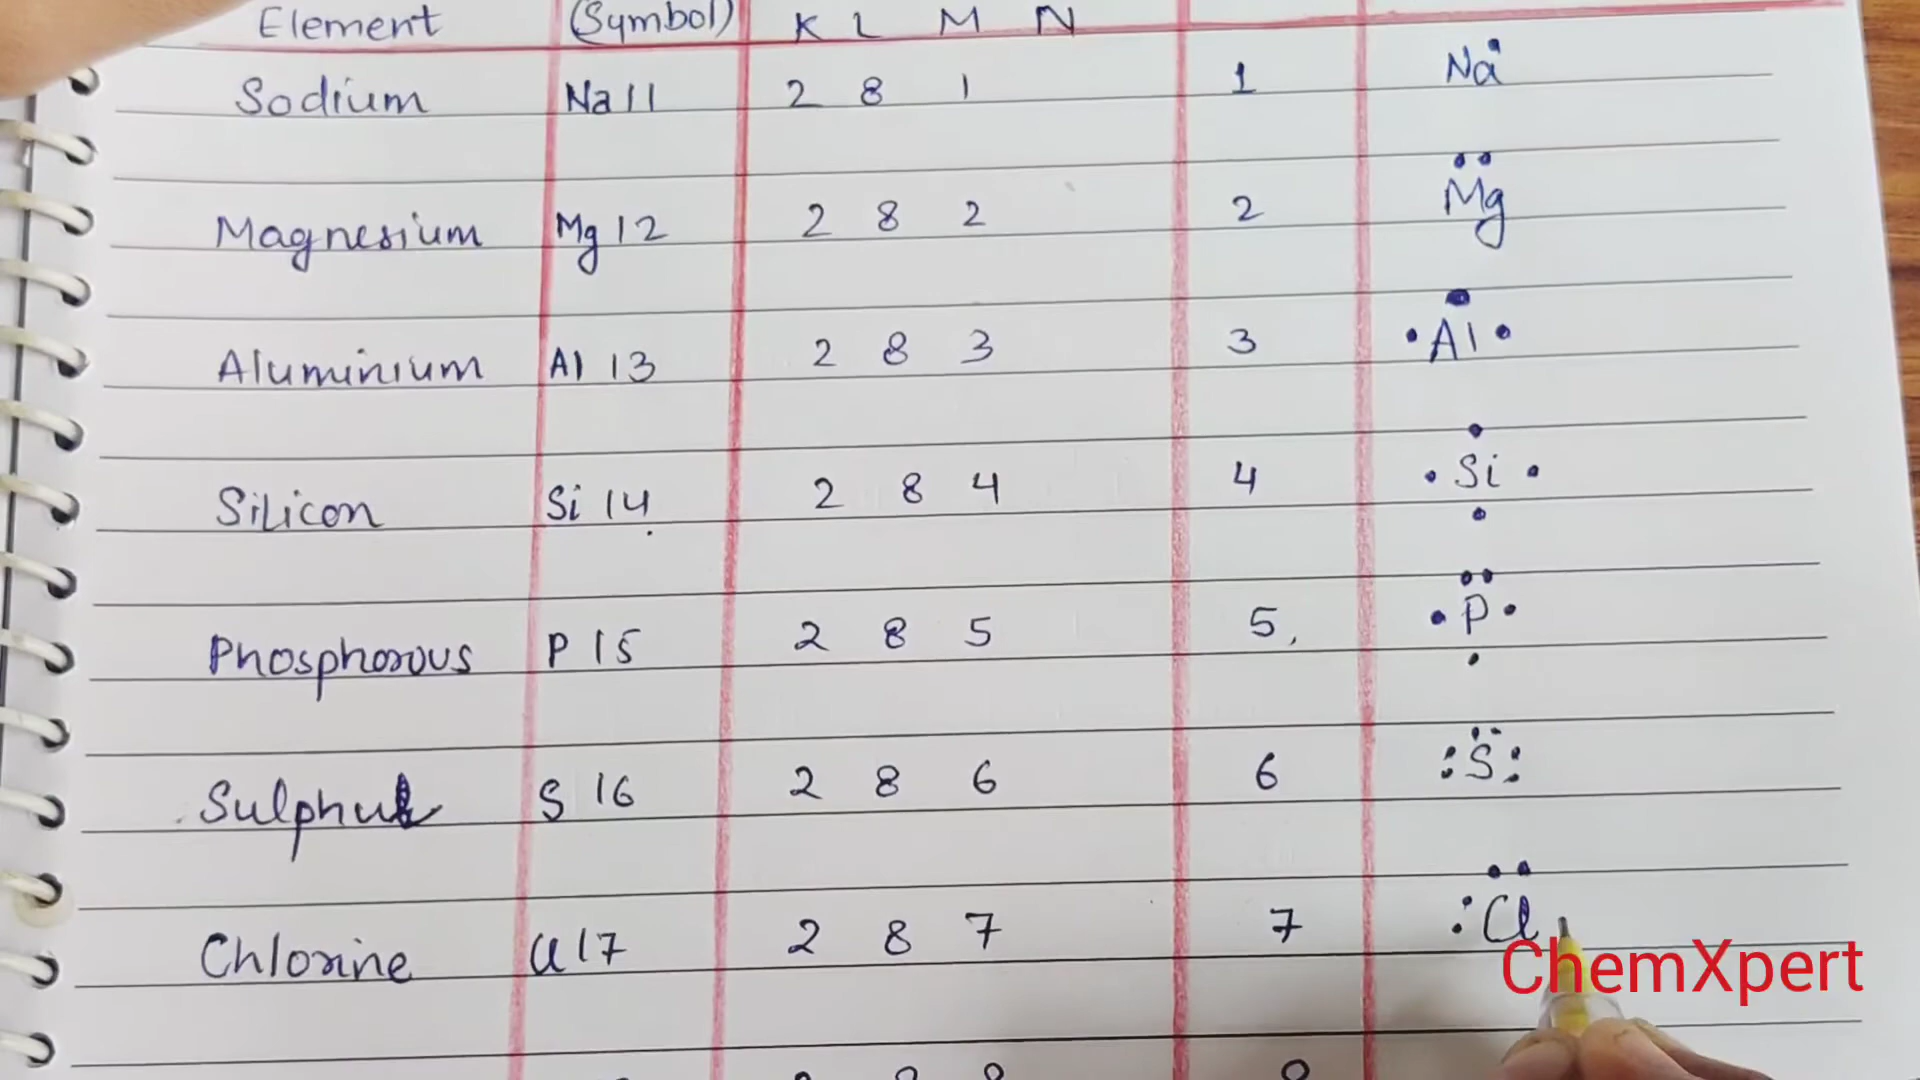 Element (Symbol) K L M N
Sodium Na 11 2 8 1 1 Na
Magnesium Mg 12 2 8 2 2 Mg
Aluminium Al 13 2 8 3 3 Al
Silicon Si 14 2 8 4 4 Si
Phosphorous P 15 2 8 5 5, P
Sulphur S 16 2 8 6 6 S
Chlorine Cl 17 2 8 7 7 Cl
ChemXpert